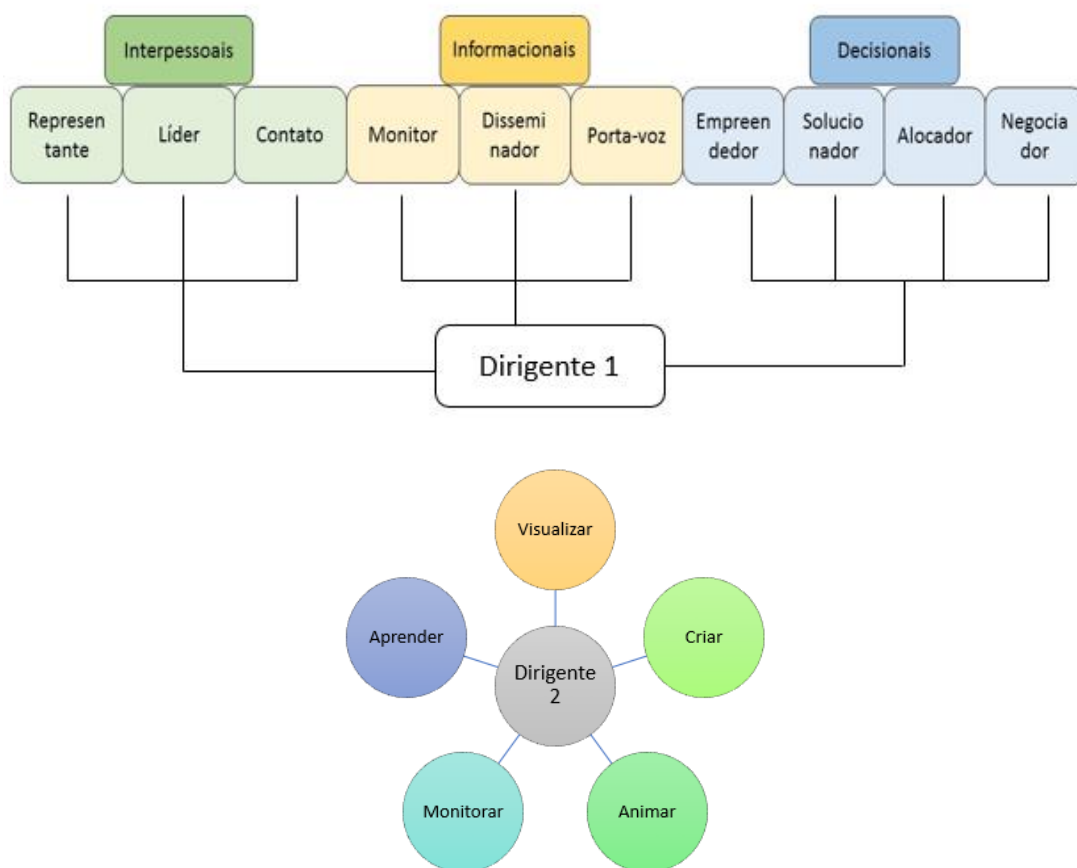 Interpessoais
Informacionais
Decisionais
Represen
tante
Líder
Contato
Monitor
Dissemi
nador
Porta-voz
Empreen
dedor
Solucio
nador
Alocador
Negocia
dor
Dirigente 1
Visualizar
Aprender
Criar
Dirigente
2
Monitorar
Animar